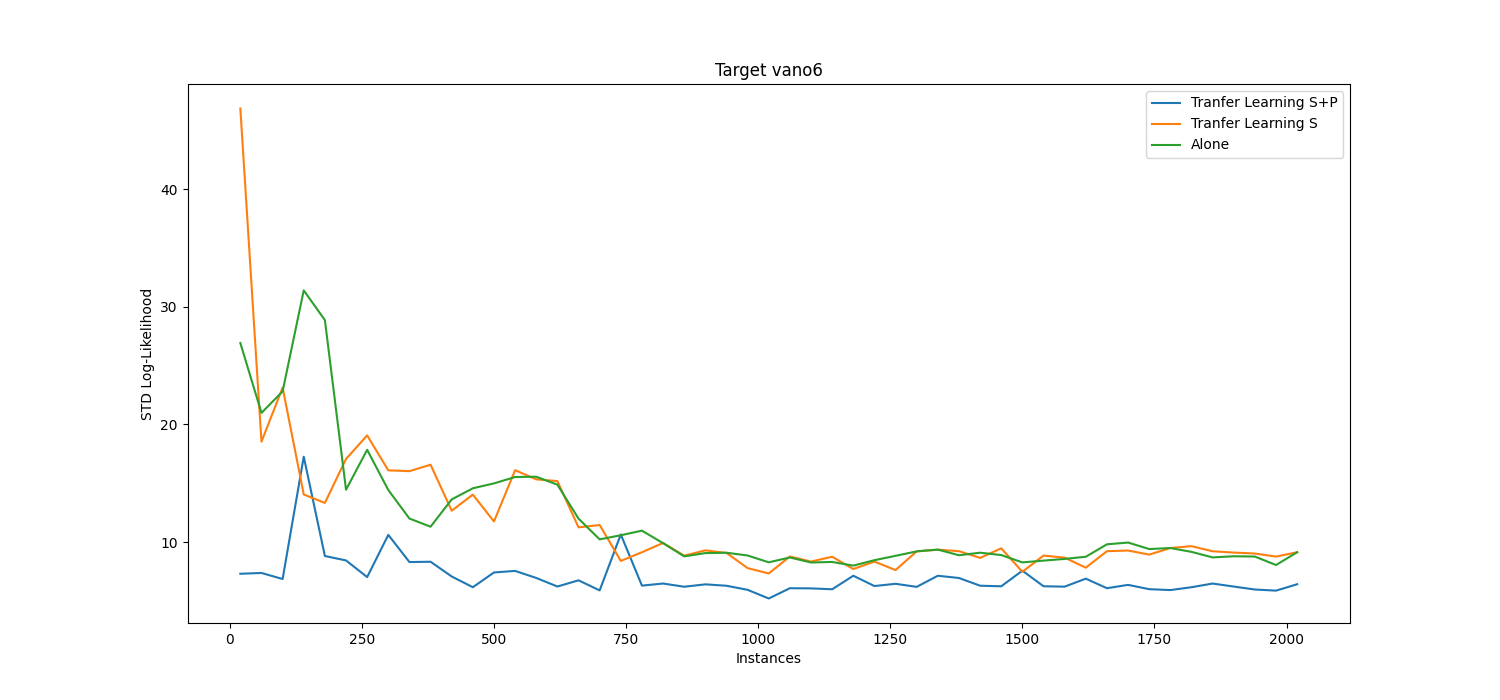 Target vano6
Tranfer Learning S+P
Tranfer Learning S
Alone
STD Log-Likelihood
40
30
20
10
0
250
500
750
1000
1250
1500
1750
2000
Instances